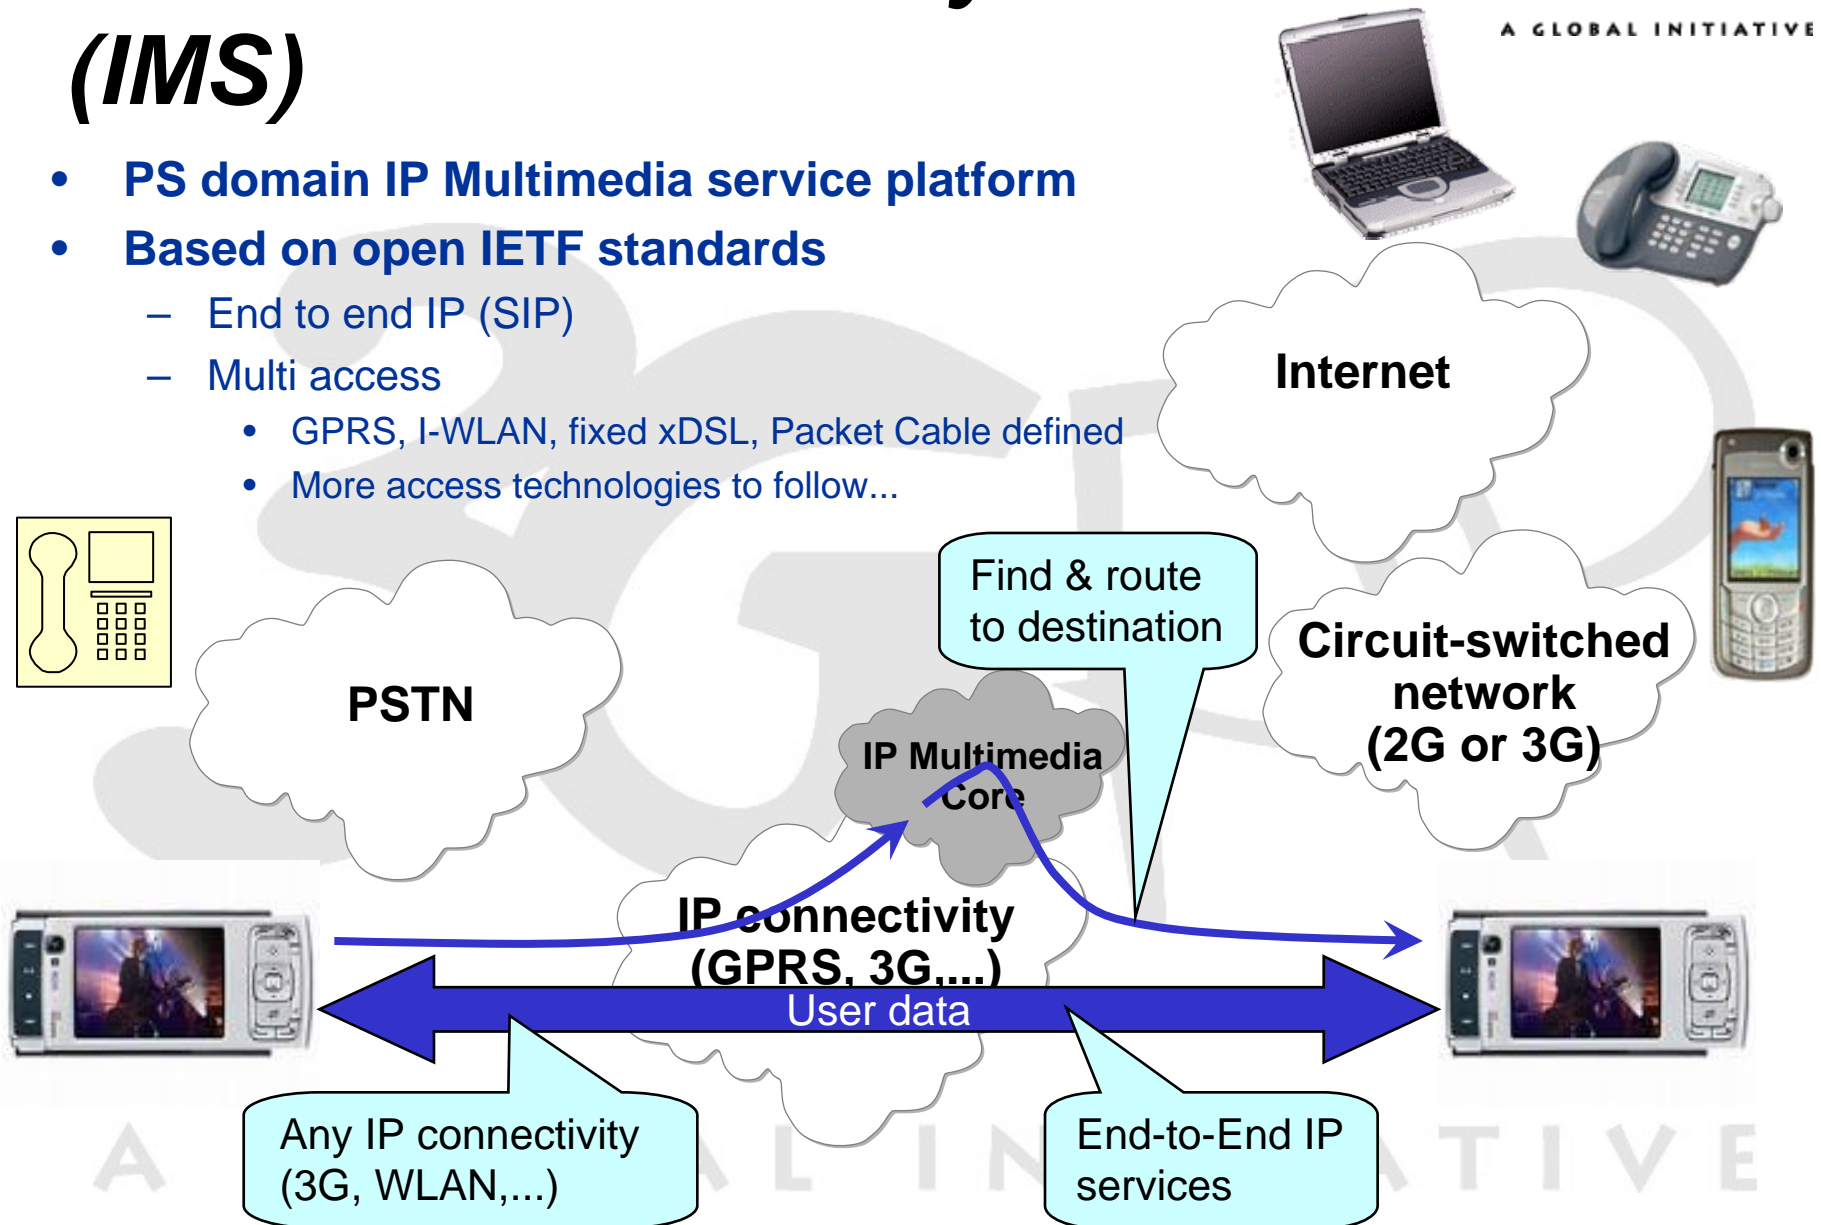 (IMS)
A GLOBAL INITIATIVE
• PS domain IP Multimedia service platform
• Based on open IETF standards
– End to end IP (SIP)
– Multi access
• GPRS, I-WLAN, fixed xDSL, Packet Cable defined
• More access technologies to follow...
Internet
Find & route
to destination
Circuit-switched
network
(2G or 3G)
PSTN
IP Multimedia
Core
IP connectivity
(GPRS, 3G,...)
User data
Any IP connectivity
(3G, WLAN,...)
End-to-End IP
services